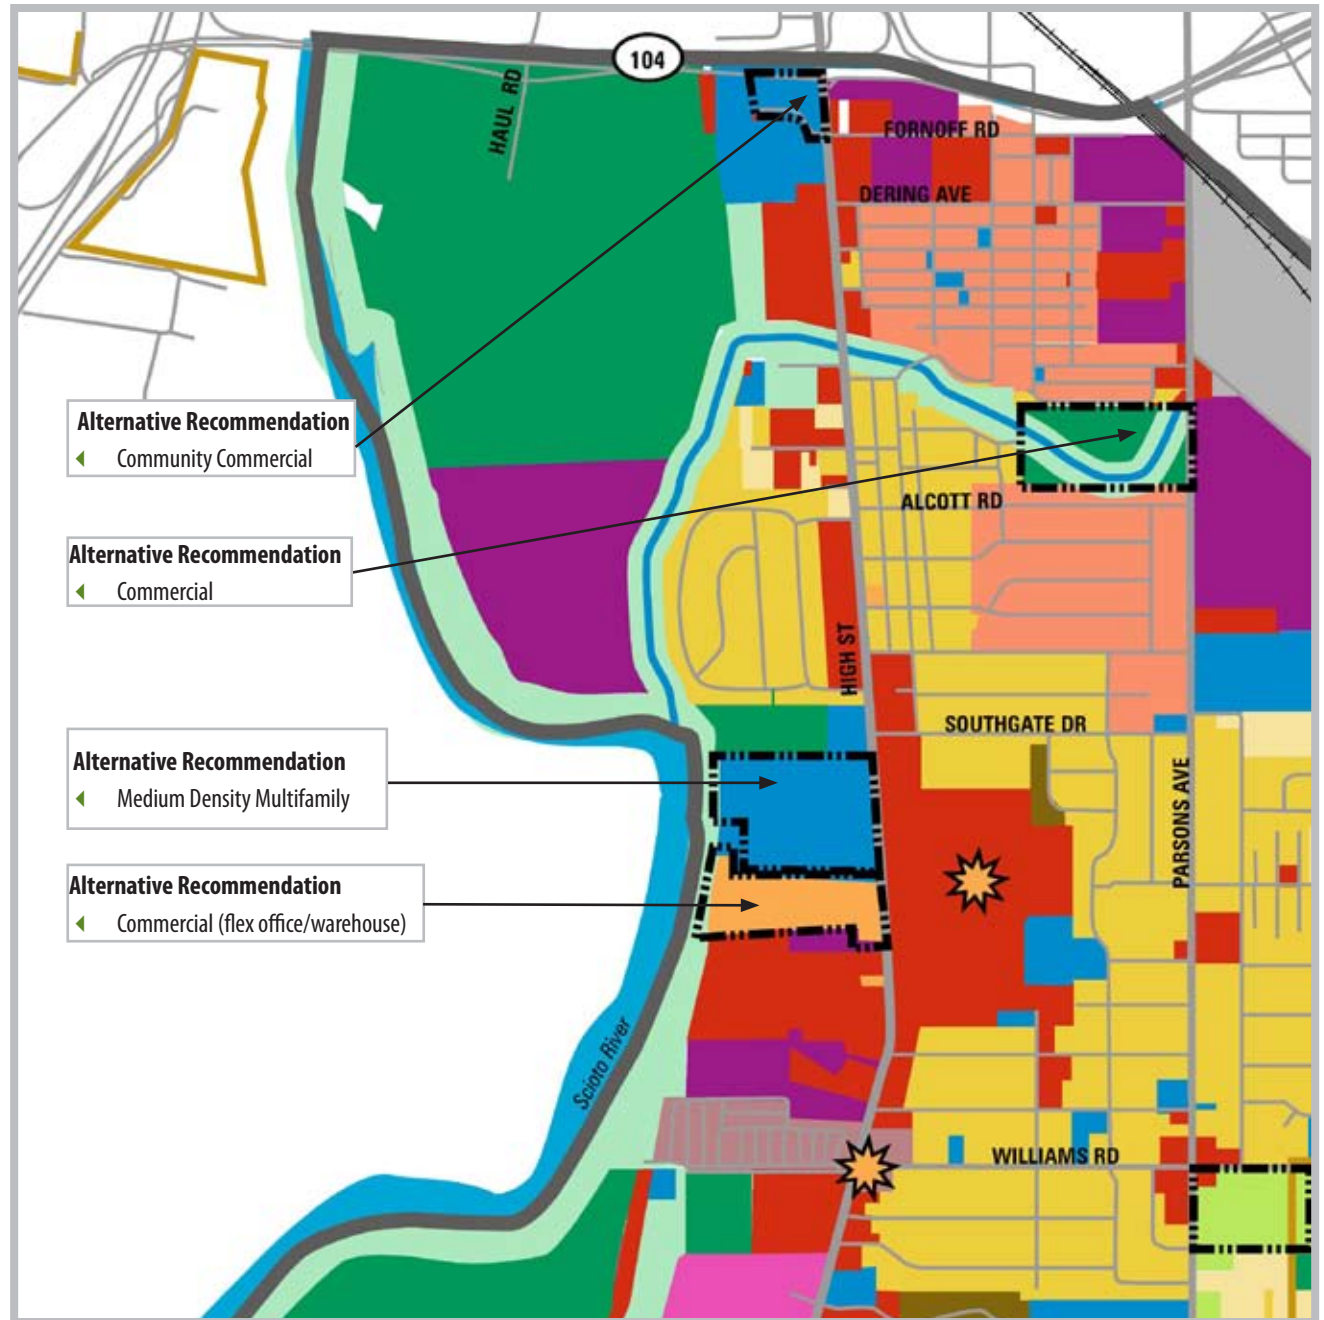 104
HAUL RD
FORNOFF RD
DERING AVE
Alternative Recommendation
Community Commercial
ALCOTT RD
Alternative Recommendation
Commercial
HIGH ST
SOUTHGATE DR
Alternative Recommendation
Medium Density Multifamily
PARSONS AVE
Alternative Recommendation
Commercial (flex office/warehouse)
Scioto River
WILLIAMS RD